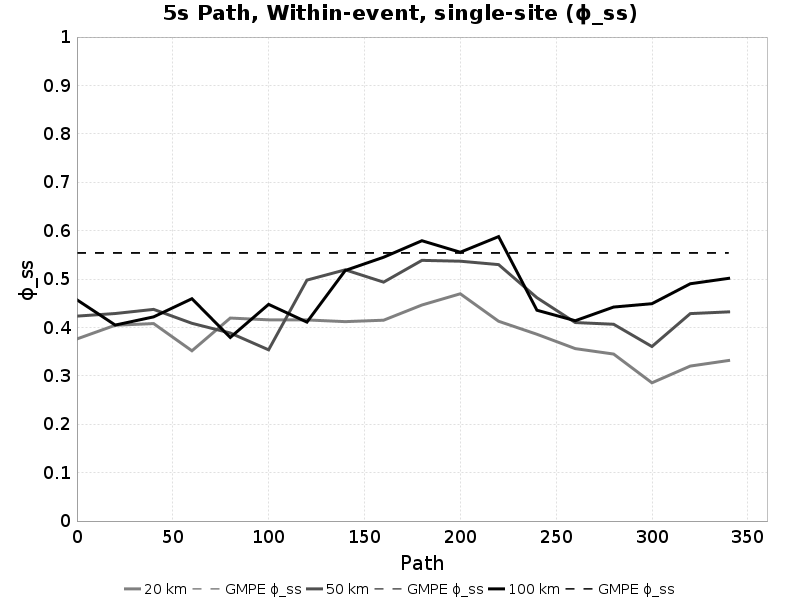 5s Path, Within-event, single-site (ϕ_ss)
1
0.9
0.8
0.7
0.6
0.5
0.4
0.3
0.2
0.1
0
ϕ_ss
0 50 100 150 200 250 300 350
Path
20 km GMPE ϕ_ss 50 km GMPE ϕ_ss 100 km GMPE ϕ_ss